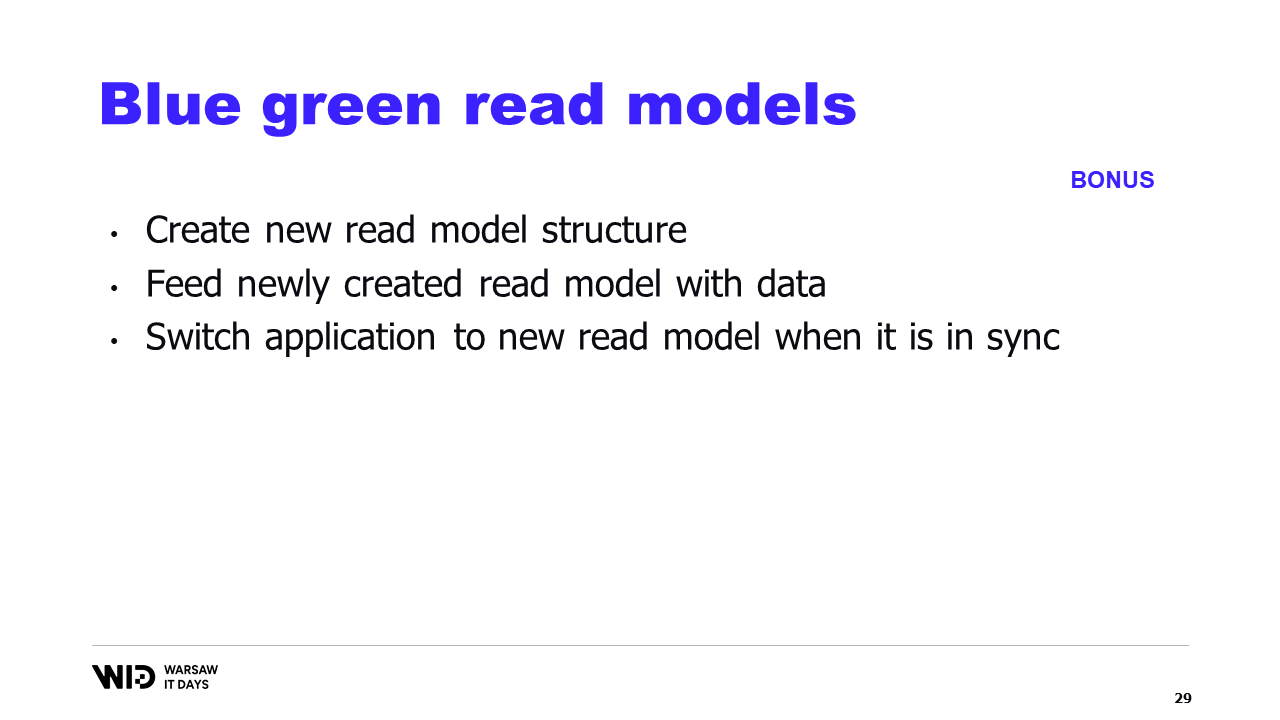 Blue green read models
BONUS
• Create new read model structure
• Feed newly created read model with data
• Switch application to new read model when it is in sync
WID WARSAW
IT DAYS
29